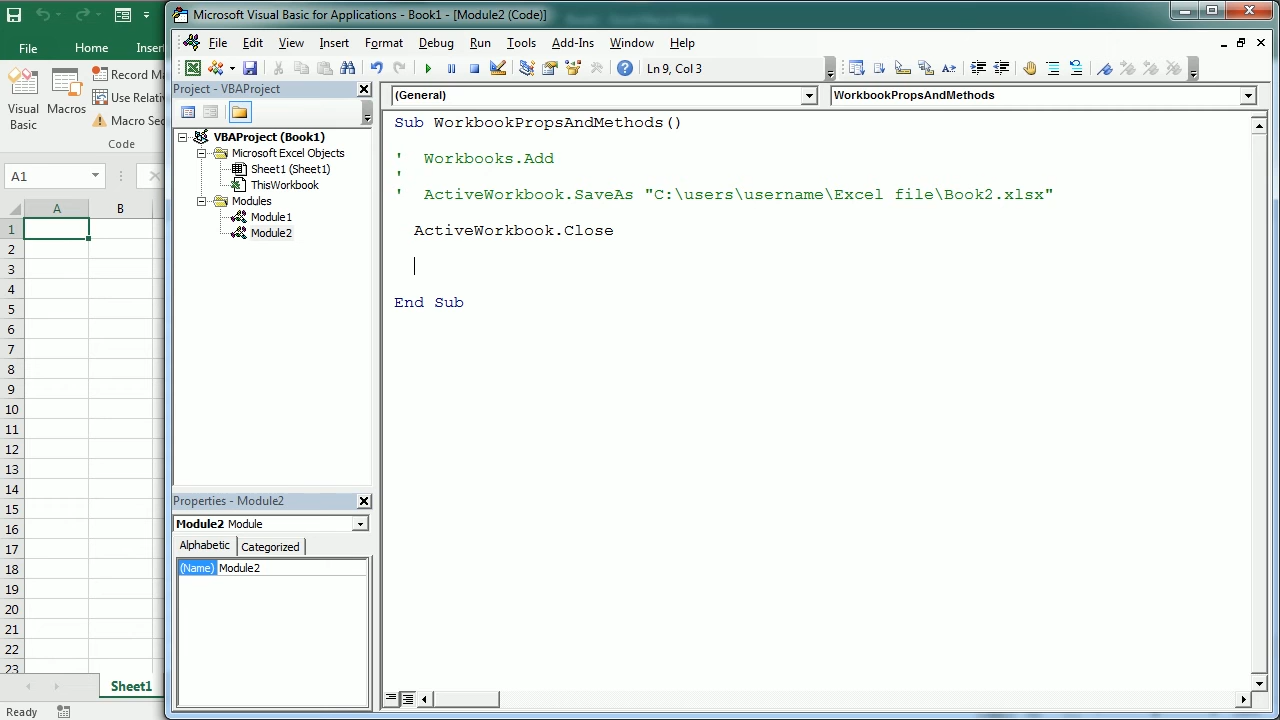 Microsoft Visual Basic for Applications - Book1 - [Module2 (Code)]
File Home Inser
File Edit View Insert Format Debug Run Tools Add-Ins Window Help
Visual Basic
Macros
Record Ma
Use Relati
Macro Sec
Code
Ln 9, Col 3
Project - VBAProject
(General)
WorkbookPropsAndMethods
VBAProject (Book1)
Microsoft Excel Objects
Sheet1 (Sheet1)
ThisWorkbook
Modules
Module1
Module2
Sub WorkbookPropsAndMethods()
' Workbooks.Add
'
' ActiveWorkbook.SaveAs "C:\users\username\Excel file\Book2.xlsx"
ActiveWorkbook.Close
End Sub
A1
A B
1
2
3
4
5
6
7
8
9
10
11
12
13
14
15
16
17
18
19
20
21
22
23
Properties - Module2
Module2 Module
Alphabetic Categorized
(Name) Module2
Sheet1
Ready